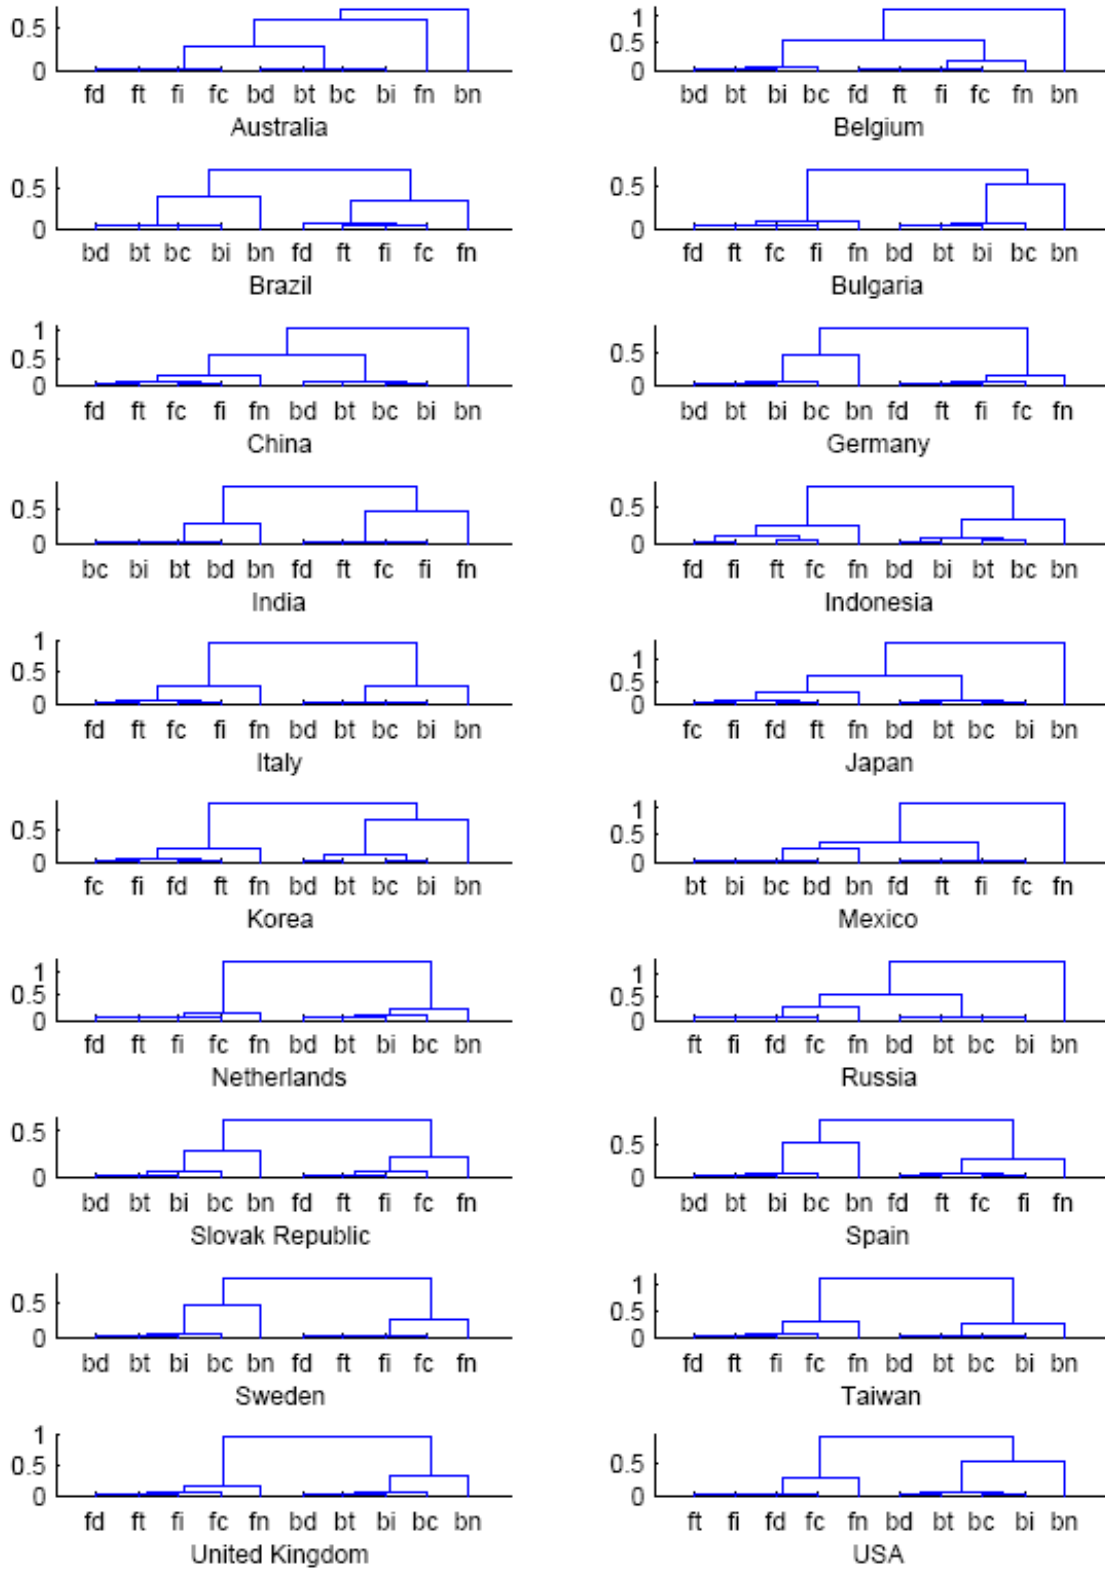 0.5
0
fd ft fi fc bd bt bc bi fn bn
Australia
1
0.5
0
bd bt bi bc fd ft fi fc fn bn
Belgium
0.5
0
bd bt bc bi bn fd ft fi fc fn
Brazil
0.5
0
fd ft fc fi fn bd bt bi bc bn
Bulgaria
1
0.5
0
fd ft fc fi fn bd bt bc bi bn
China
0.5
0
bd bt bi bc bn fd ft fi fc fn
Germany
0.5
0
bc bi bt bd bn fd ft fc fi fn
India
0.5
0
fd fi ft fc fn bd bi bt bc bn
Indonesia
1
0.5
0
fd ft fc fi fn bd bt bc bi bn
Italy
1
0.5
0
fc fi fd ft fn bd bt bc bi bn
Japan
0.5
0
fc fi fd ft fn bd bt bc bi bn
Korea
1
0.5
0
bt bi bc bd bn fd ft fi fc fn
Mexico
1
0.5
0
fd ft fi fc fn bd bt bi bc bn
Netherlands
1
0.5
0
ft fi fd fc fn bd bt bc bi bn
Russia
0.5
0
bd bt bi bc bn fd ft fi fc fn
Slovak Republic
0.5
0
bd bt bi bc bn fd ft fc fi fn
Spain
0.5
0
bd bt bi bc bn fd ft fi fc fn
Sweden
1
0.5
0
fd ft fi fc fn bd bt bc bi bn
Taiwan
1
0.5
0
fd ft fi fc fn bd bt bi bc bn
United Kingdom
0.5
0
ft fi fd fc fn bd bt bc bi bn
USA